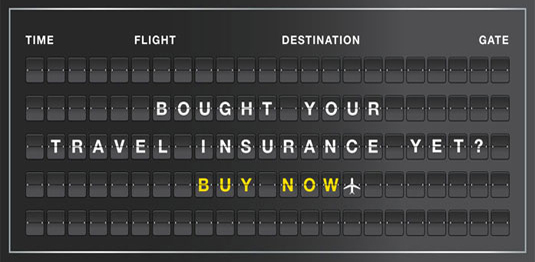 TIME FLIGHT DESTINATION GATE
BOUGHT YOUR
TRAVEL INSURANCE YET?
BUY NOW